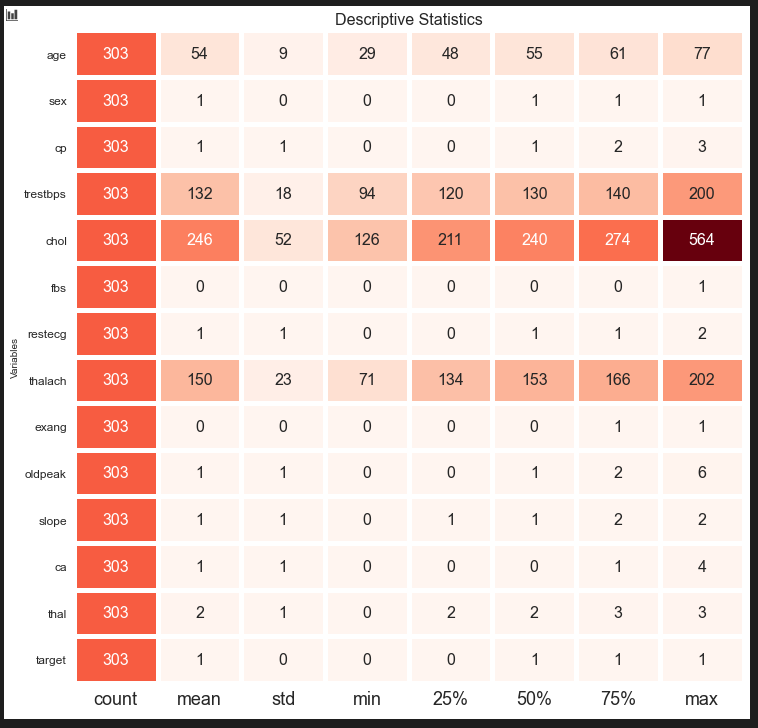 Descriptive Statistics
age 303 54 9 29 48 55 61 77
sex 303 1 0 0 0 1 1 1
cp 303 1 1 0 0 1 2 3
trestbps 303 132 18 94 120 130 140 200
chol 303 246 52 126 211 240 274 564
fbs 303 0 0 0 0 0 0 1
restecg 303 1 1 0 0 1 1 2
Variables
thalach 303 150 23 71 134 153 166 202
exang 303 0 0 0 0 0 1 1
oldpeak 303 1 1 0 0 1 2 6
slope 303 1 1 0 1 1 2 2
ca 303 1 1 0 0 0 1 4
thal 303 2 1 0 2 2 3 3
target 303 1 0 0 0 1 1 1
count mean std min 25% 50% 75% max